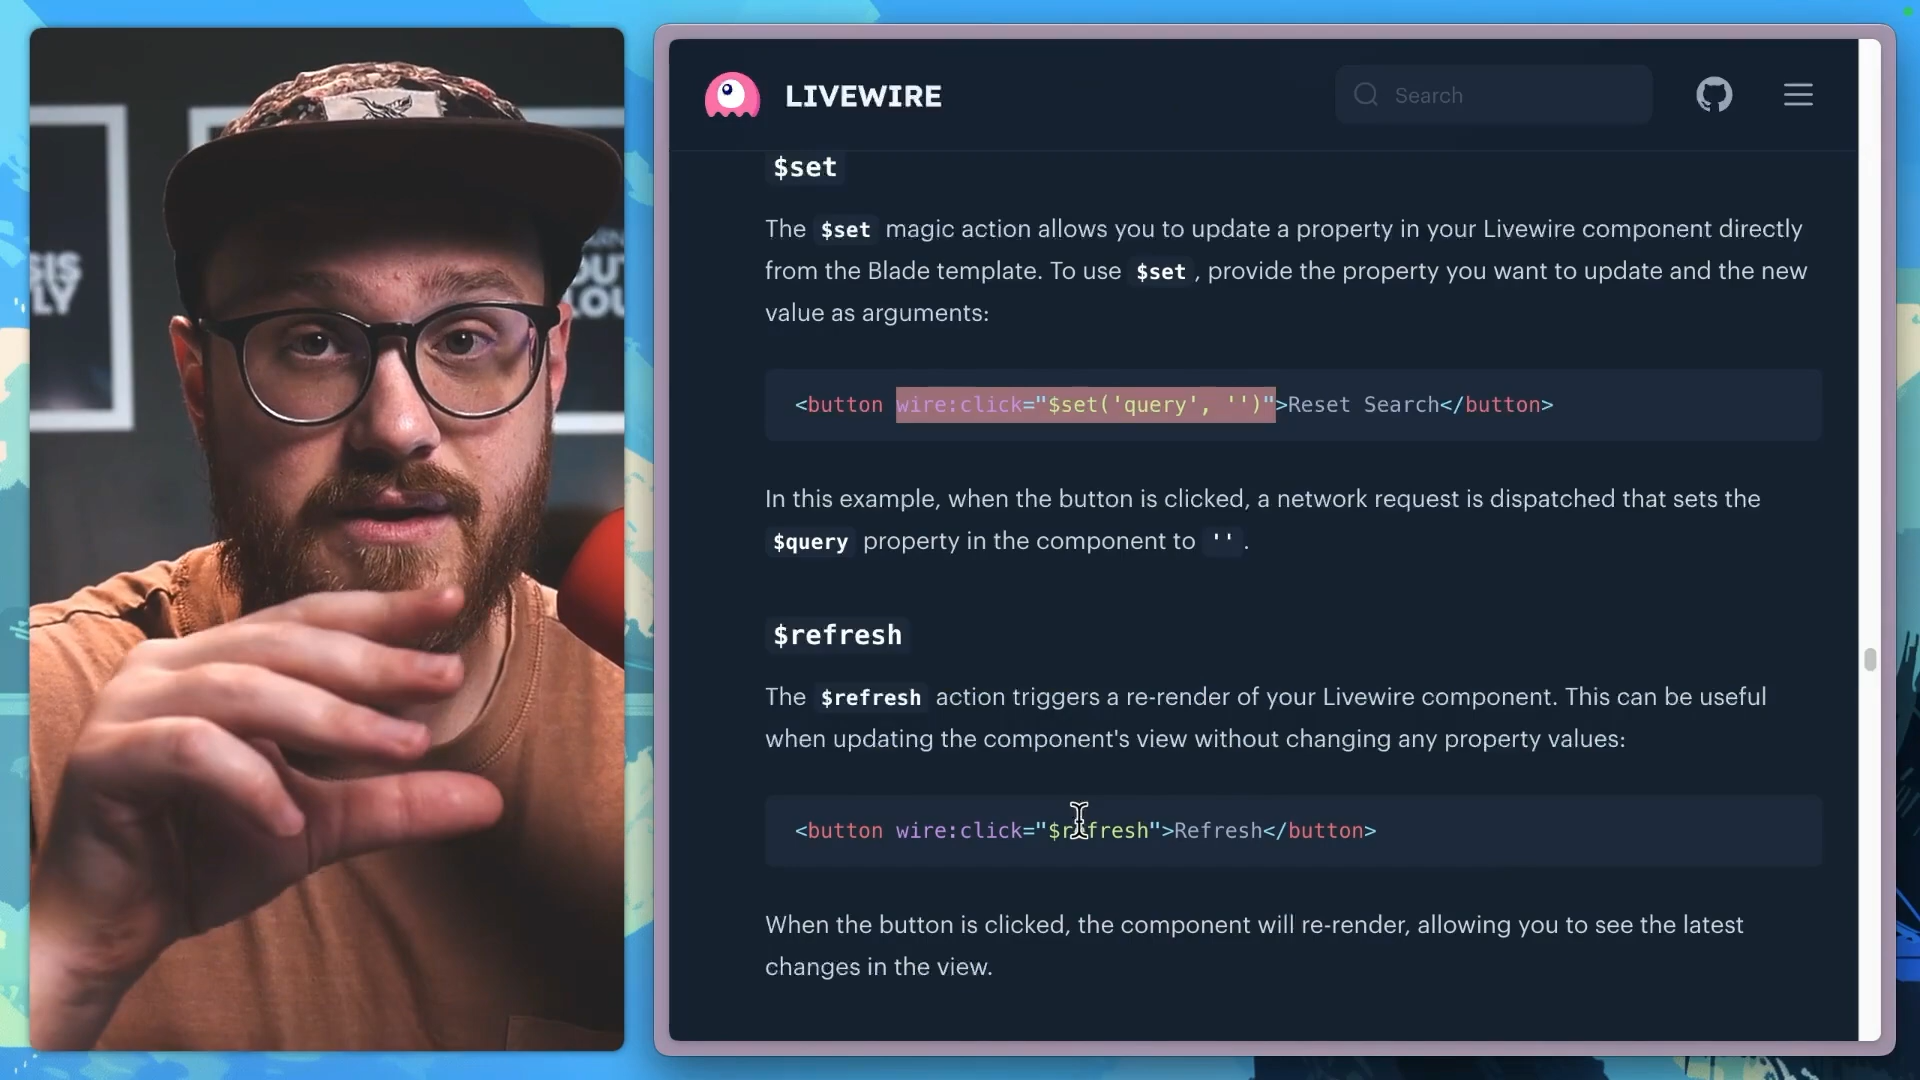 SIS
LY
OUT
LOU
LIVEWIRE
Search
$set
The $set magic action allows you to update a property in your Livewire component directly
from the Blade template. To use $set, provide the property you want to update and the new
value as arguments:
<button wire:click="$set('query', '')">Reset Search</button>
In this example, when the button is clicked, a network request is dispatched that sets the
$query property in the component to ''.
$refresh
The $refresh action triggers a re-render of your Livewire component. This can be useful
when updating the component's view without changing any property values:
<button wire:click="$refresh">Refresh</button>
When the button is clicked, the component will re-render, allowing you to see the latest
changes in the view.